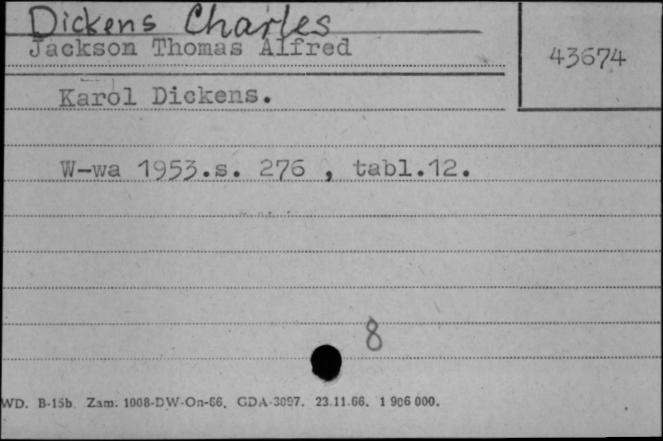 Dickens Charles
Jackson Thomas Alfred
43674
Karol Dickens.
W-wa 1953.s. 276 , tabl.12.
8
WD. B-15b. Zam. 1008-DW-On-66. GDA-3097. 23.11.66. 1 906 000.